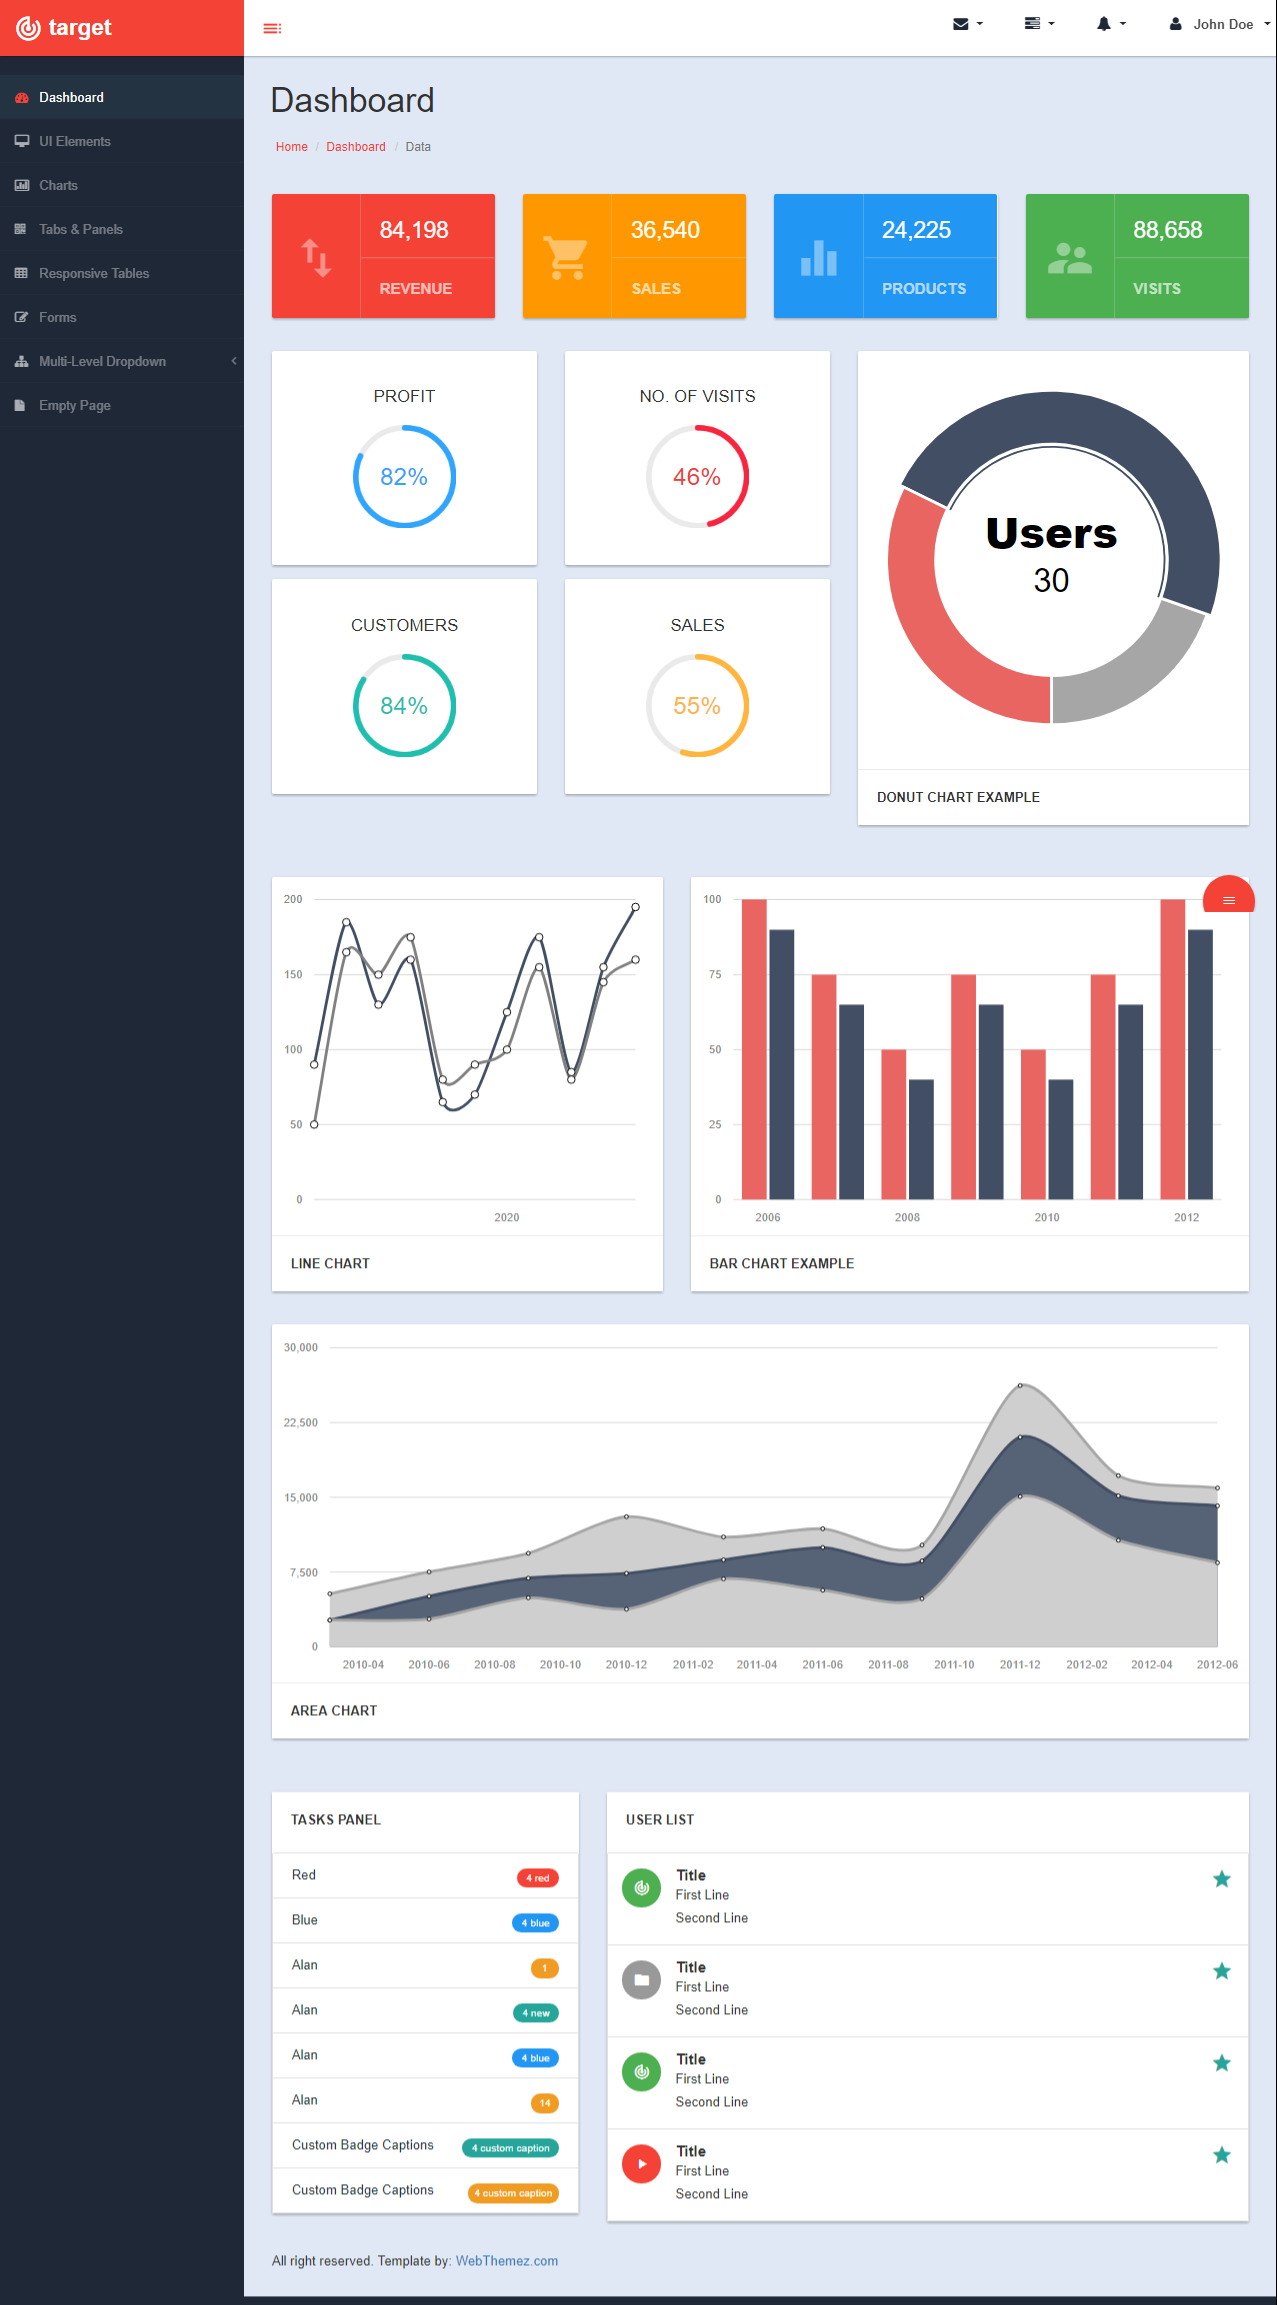 target
John Doe
Dashboard
UI Elements
Charts
Tabs & Panels
Responsive Tables
Forms
Multi-Level Dropdown
Empty Page
Dashboard
Home / Dashboard / Data
84,198
REVENUE
36,540
SALES
24,225
PRODUCTS
88,658
VISITS
PROFIT
82%
NO. OF VISITS
46%
CUSTOMERS
84%
SALES
55%
Users
30
DONUT CHART EXAMPLE
200
150
100
50
0
2020
LINE CHART
100
75
50
25
0
2006 2008 2010 2012
BAR CHART EXAMPLE
30,000
22,500
15,000
7,500
0
2010-04 2010-06 2010-08 2010-10 2010-12 2011-02 2011-04 2011-06 2011-08 2011-10 2011-12 2012-02 2012-04 2012-06
AREA CHART
TASKS PANEL
Red 4 red
Blue 4 blue
Alan 1
Alan 4 new
Alan 4 blue
Alan 14
Custom Badge Captions 4 custom caption
Custom Badge Captions 4 custom caption
USER LIST
Title
First Line
Second Line
Title
First Line
Second Line
Title
First Line
Second Line
Title
First Line
Second Line
All right reserved. Template by: WebThemez.com